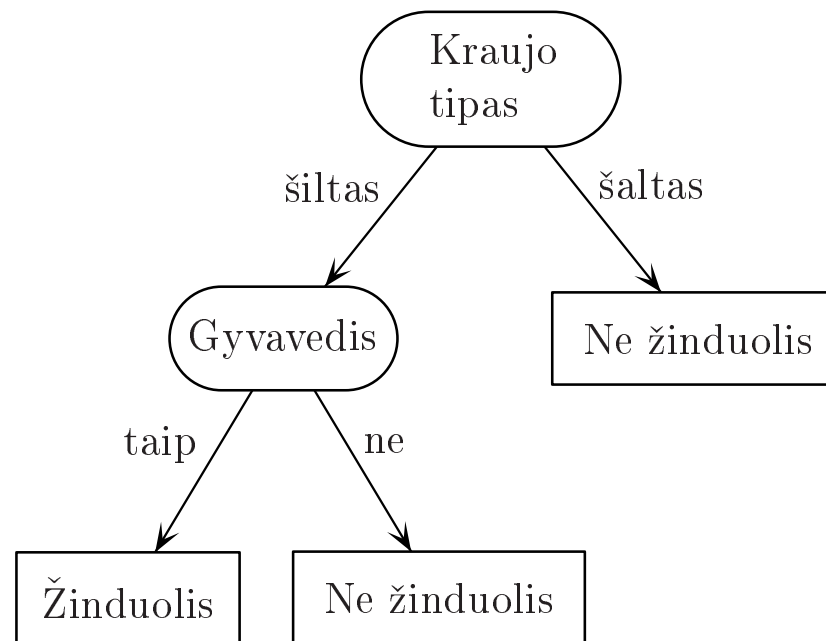 Kraujo
tipas
šiltas
šaltas
Gyvavedis
Ne žinduolis
taip
ne
Žinduolis
Ne žinduolis